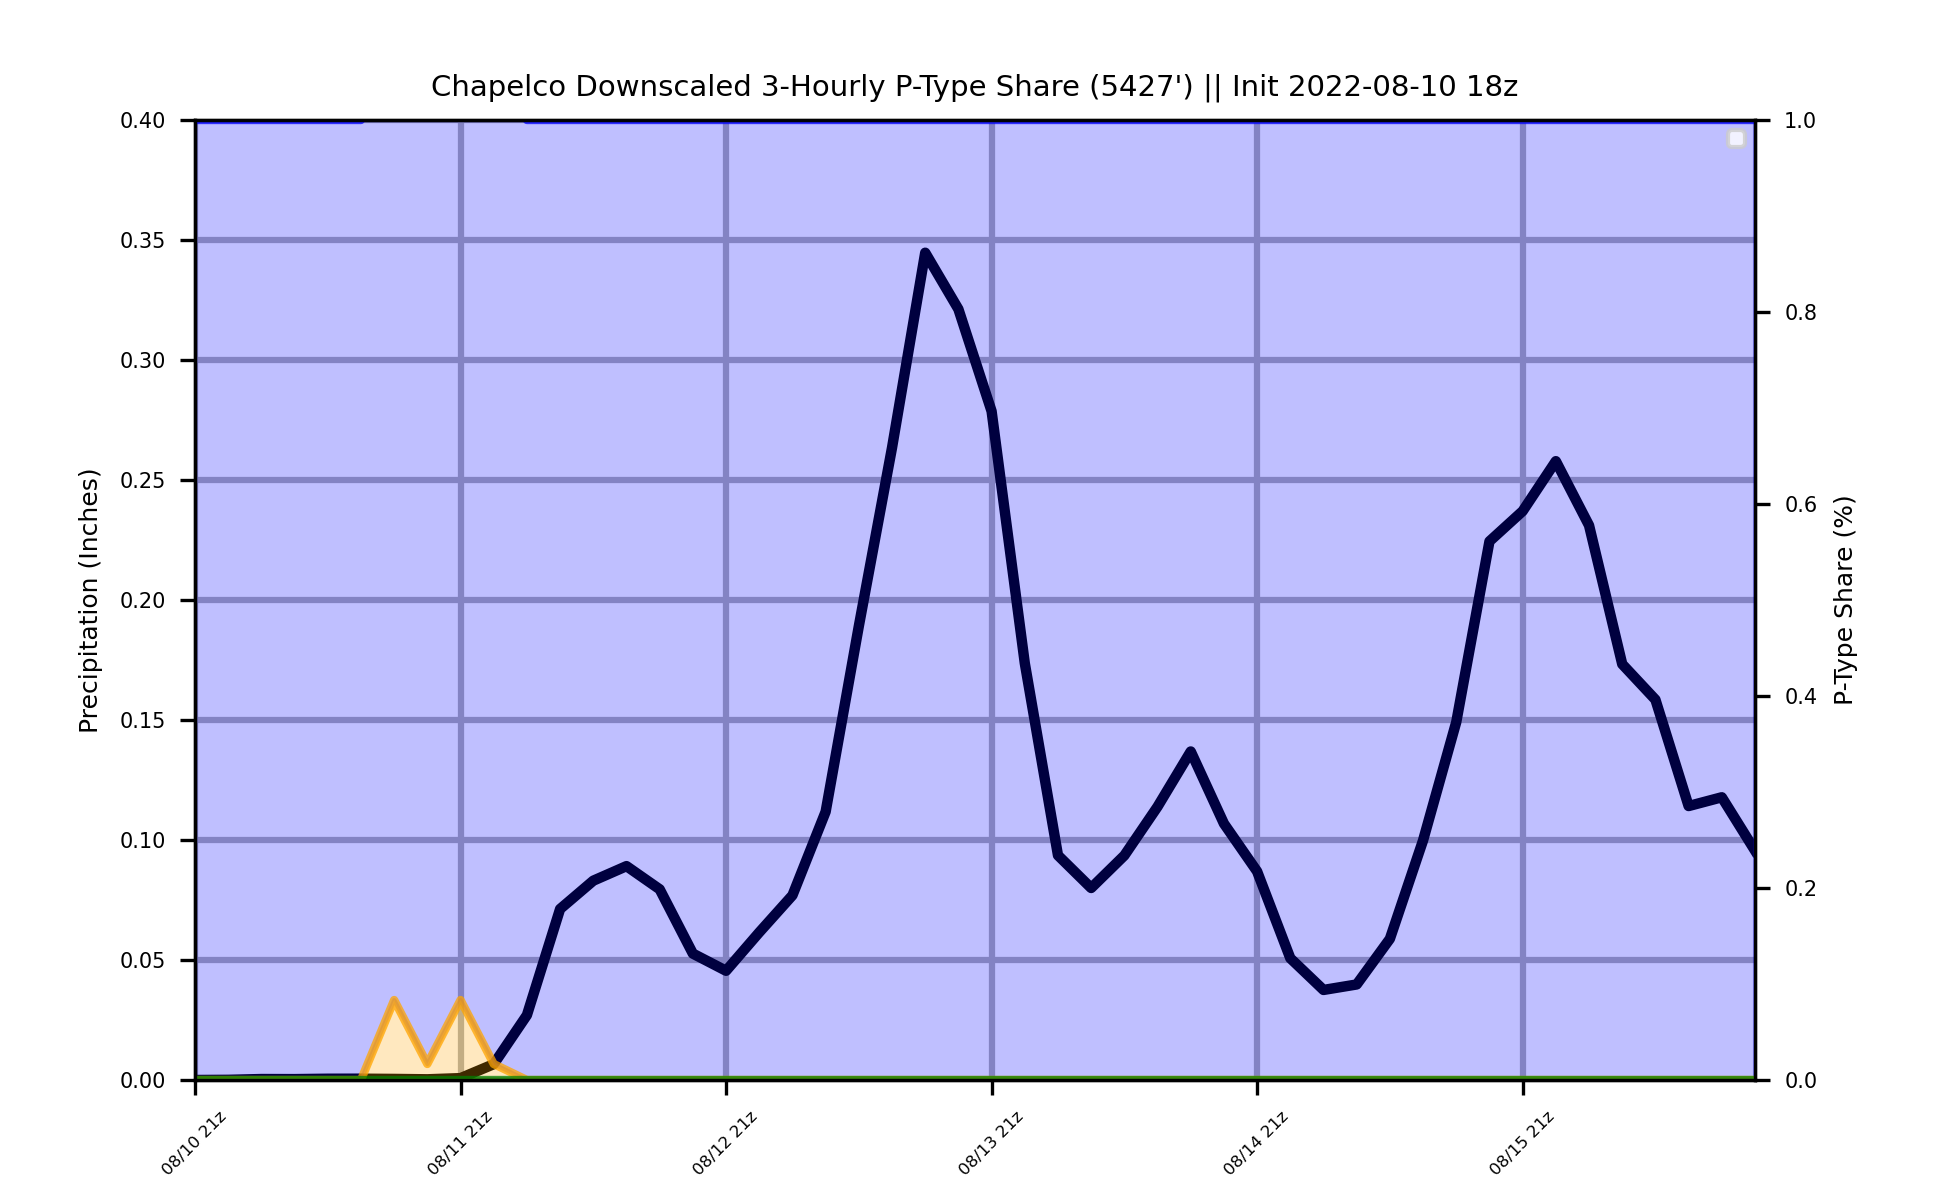 Chapelco Downscaled 3-Hourly P-Type Share (5427') || Init 2022-08-10 18z
Precipitation (Inches)
0.40
0.35
0.30
0.25
0.20
0.15
0.10
0.05
0.00
1.0
0.8
0.6
0.4
0.2
0.0
P-Type Share (%)
08/10 21z
08/11 21z
08/12 21z
08/13 21z
08/14 21z
08/15 21z